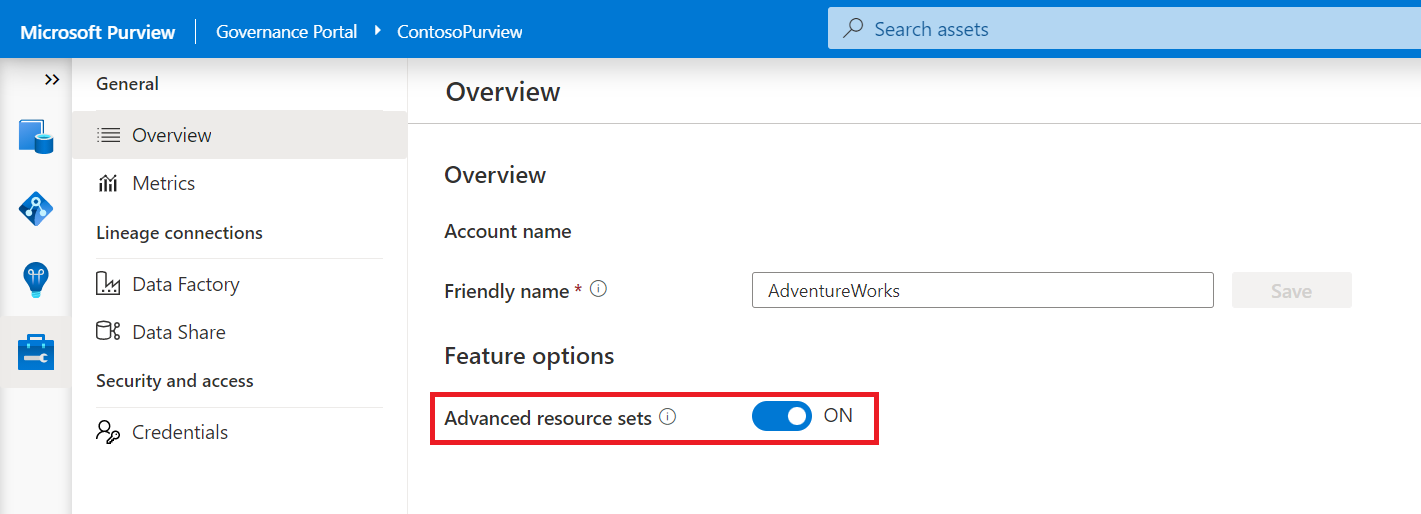 Microsoft Purview Governance Portal ContosoPurview Search assets
General
Overview
Metrics
Lineage connections
Data Factory
Data Share
Security and access
Credentials
Overview
Overview
Account name
Friendly name * AdventureWorks Save
Feature options
Advanced resource sets ON